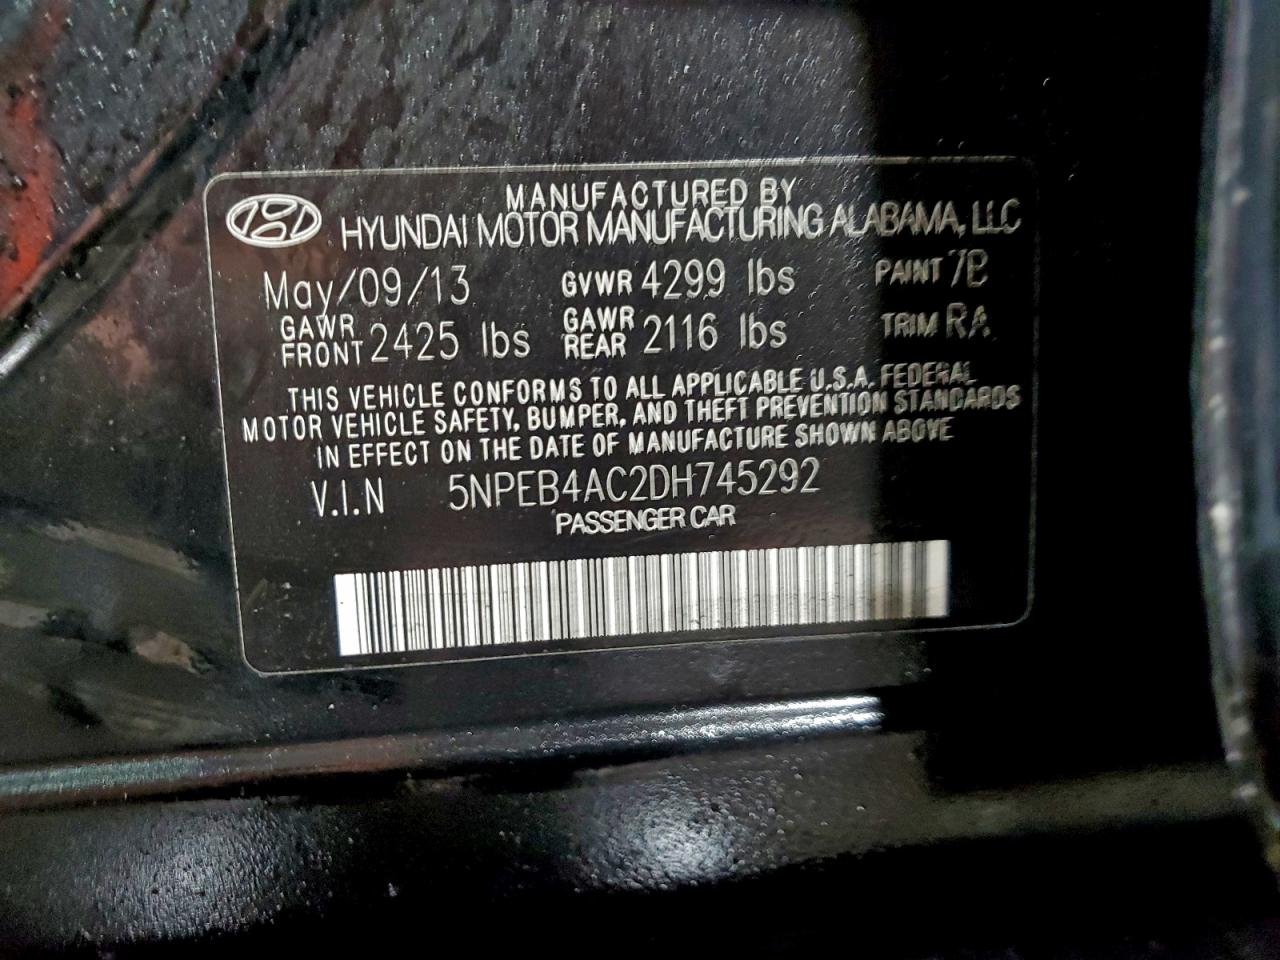 MANUFACTURED BY
HYUNDAI MOTOR MANUFACTURING ALABAMA, LLC
May/09/13 GVWR 4299 lbs PAINT 7B
GAWR FRONT 2425 lbs GAWR REAR 2116 lbs TRIM RA
THIS VEHICLE CONFORMS TO ALL APPLICABLE U.S.A. FEDERAL
MOTOR VEHICLE SAFETY, BUMPER, AND THEFT PREVENTION STANDARDS
IN EFFECT ON THE DATE OF MANUFACTURE SHOWN ABOVE
V.I.N 5NPEB4AC2DH745292
PASSENGER CAR